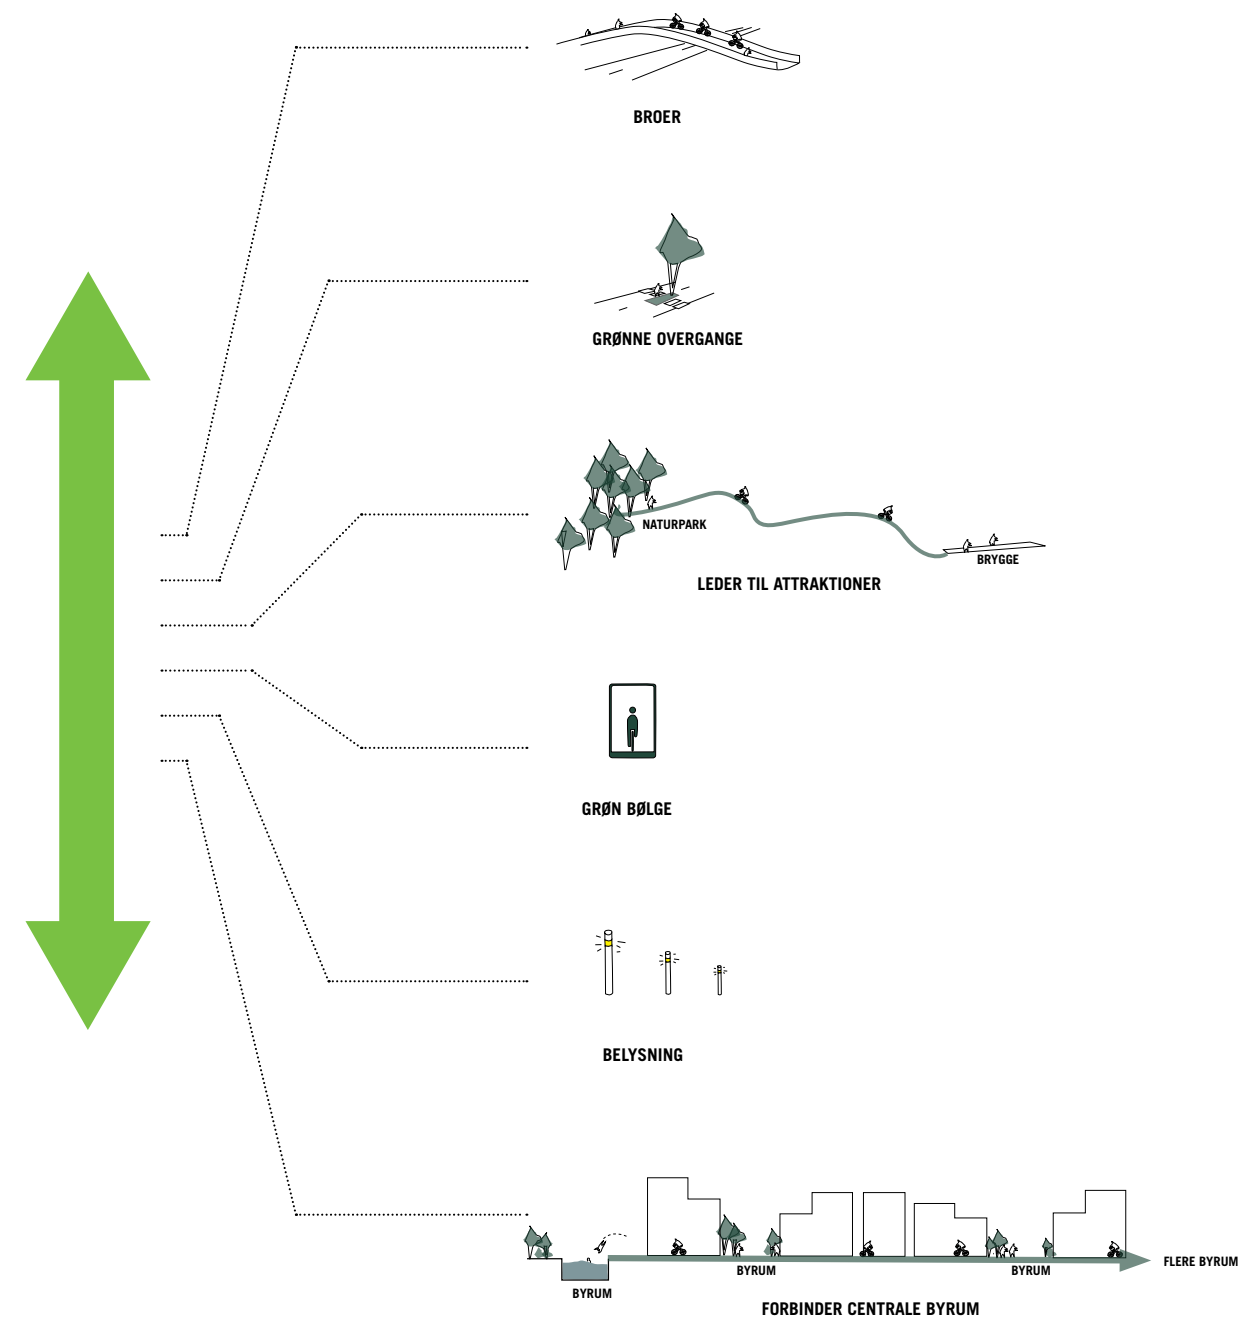 BROER
GRØNNE OVERGANGE
NATURPARK
BRYGGE
LEDER TIL ATTRAKTIONER
GRØN BØLGE
BELYSNING
BYRUM
BYRUM
BYRUM
FLERE BYRUM
FORBINDER CENTRALE BYRUM